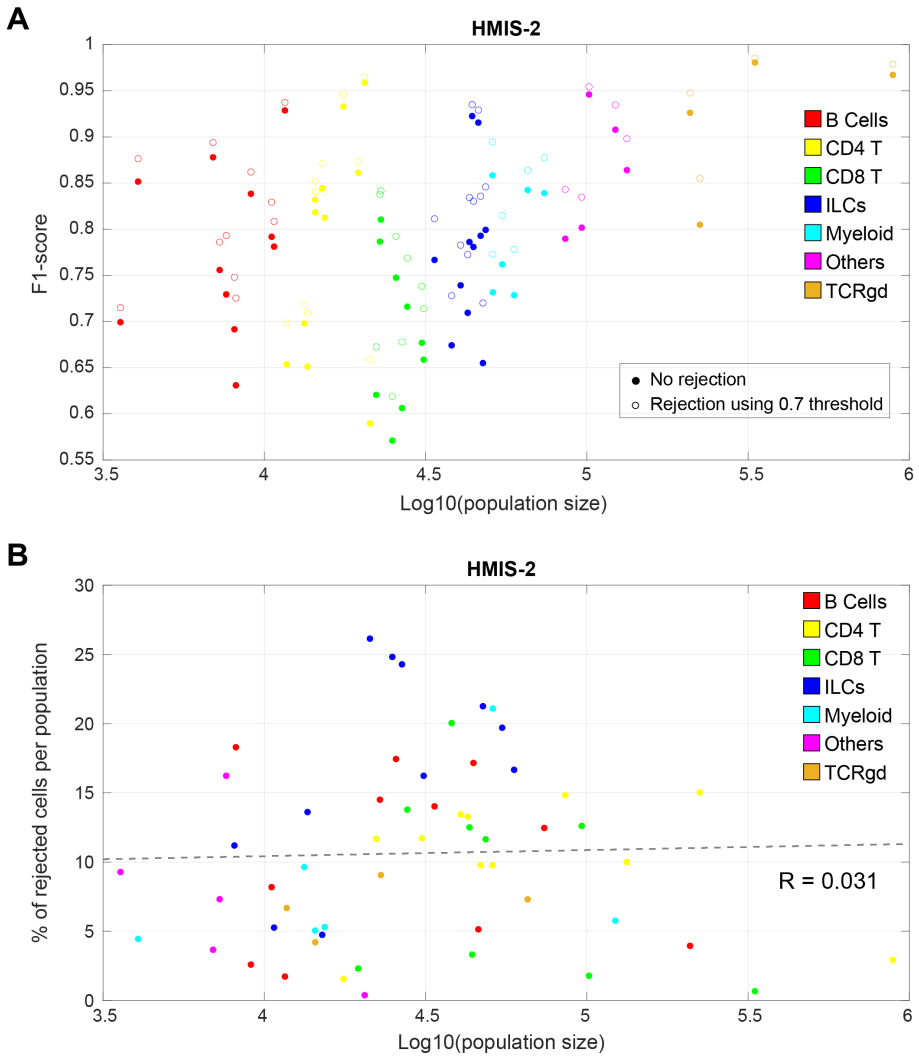 A
HMIS-2
1
0.95
0.9
0.85
0.8
0.75
0.7
0.65
0.6
0.55
F1-score
B Cells
CD4 T
CD8 T
ILCs
Myeloid
Others
TCRgd
No rejection
Rejection using 0.7 threshold
3.5 4 4.5 5 5.5 6
Log10(population size)
B
HMIS-2
30
25
20
15
10
5
0
% of rejected cells per population
B Cells
CD4 T
CD8 T
ILCs
Myeloid
Others
TCRgd
R = 0.031
3.5 4 4.5 5 5.5 6
Log10(population size)